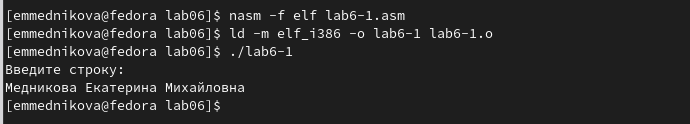 [emmednikova@fedora lab06]$ nasm -f elf lab6-1.asm
[emmednikova@fedora lab06]$ ld -m elf_i386 -o lab6-1 lab6-1.o
[emmednikova@fedora lab06]$ ./lab6-1
Введите строку:
Медникова Екатерина Михайловна
[emmednikova@fedora lab06]$